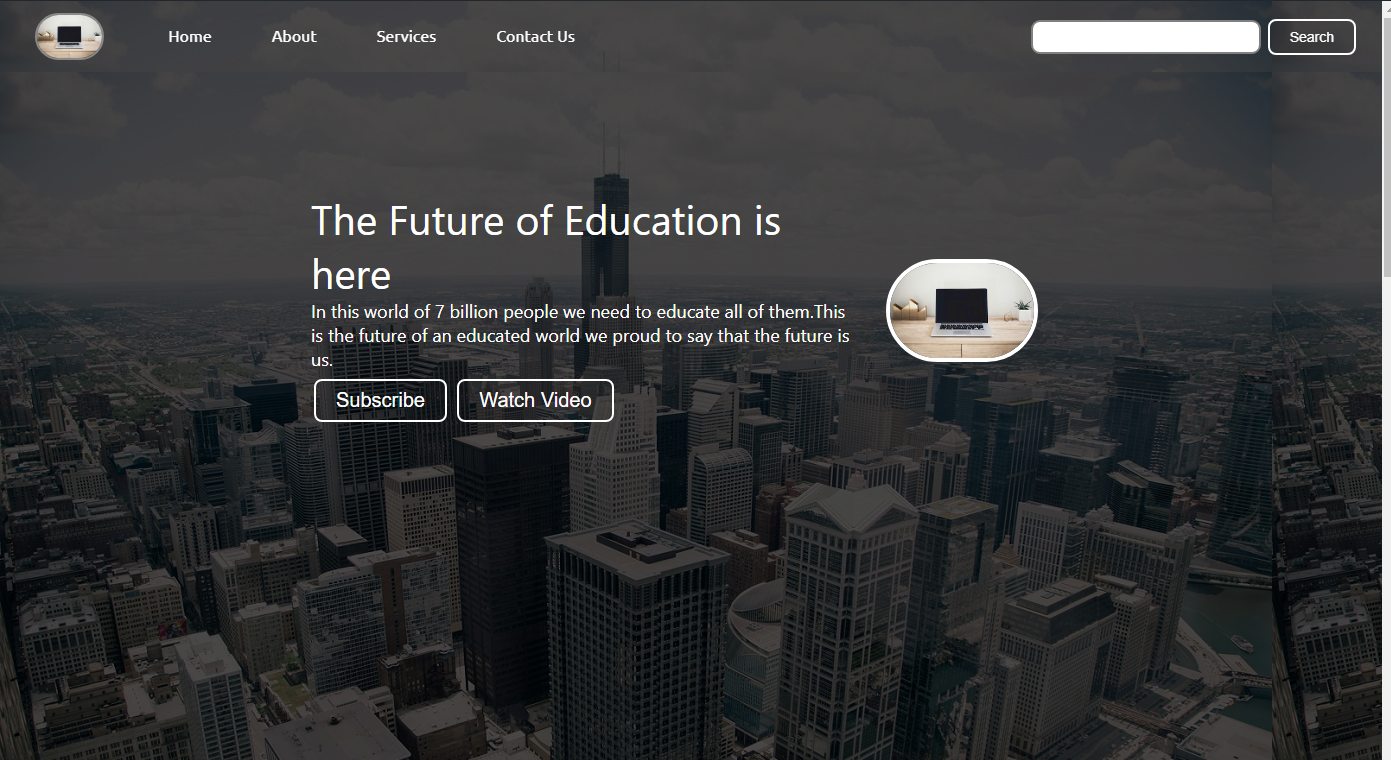 Home About Services Contact Us Search
The Future of Education is
here
In this world of 7 billion people we need to educate all of them.This
is the future of an educated world we proud to say that the future is
us.
Subscribe Watch Video